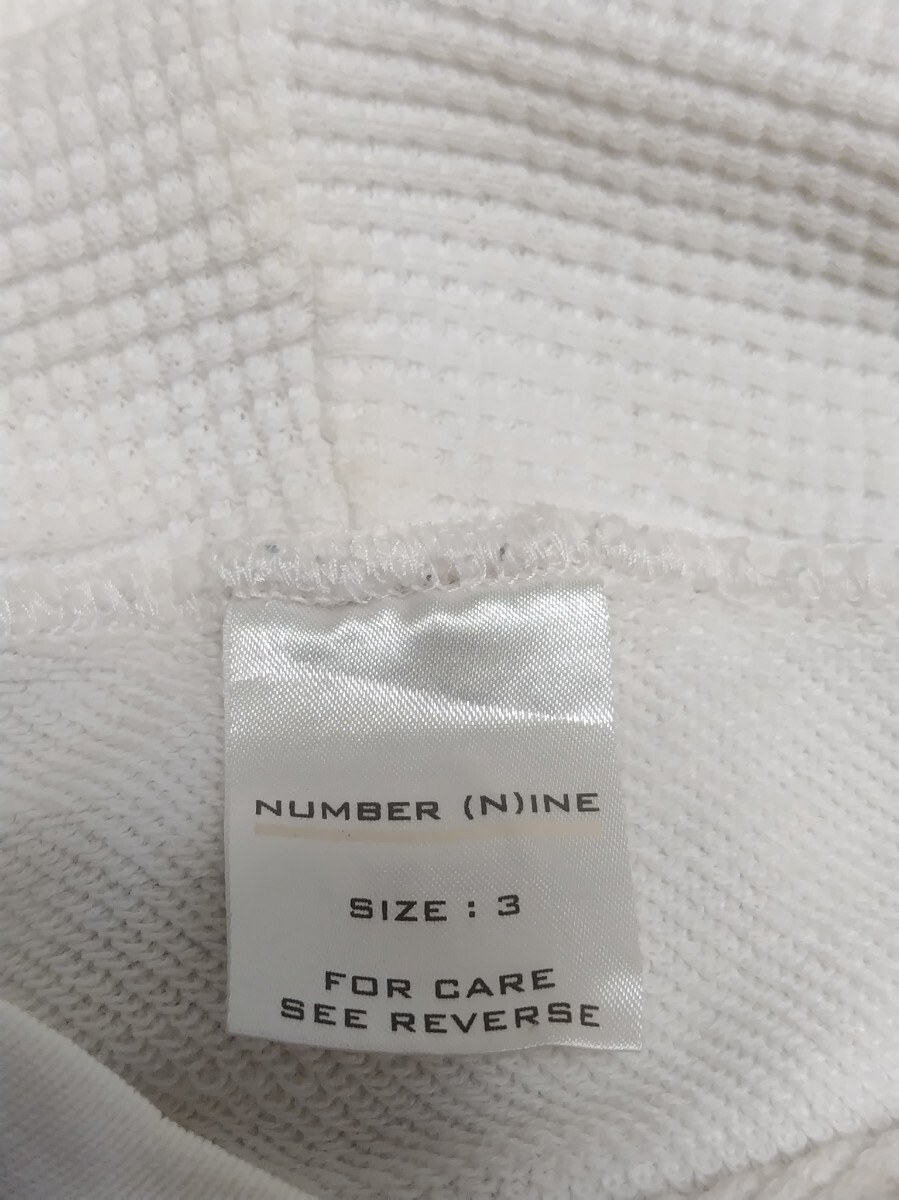 NUMBER (N)INE
SIZE : 3
FOR CARE
SEE REVERSE